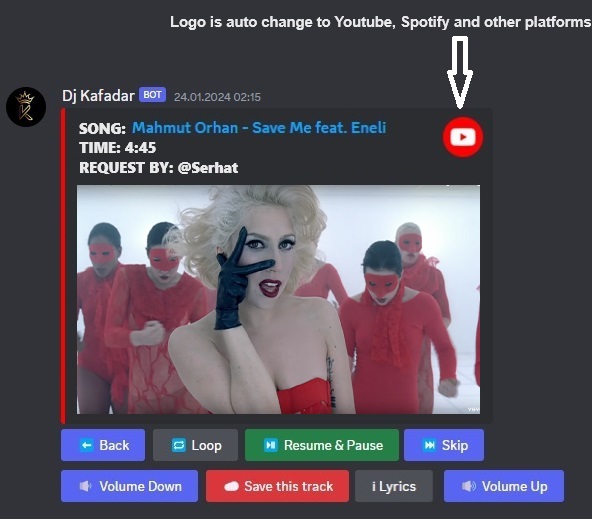 Logo is auto change to Youtube, Spotify and other platforms
Dj Kafadar BOT 24.01.2024 02:15
SONG: Mahmut Orhan - Save Me feat. Eneli
TIME: 4:45
REQUEST BY: @Serhat
Back Loop Resume & Pause Skip
Volume Down Save this track i Lyrics Volume Up